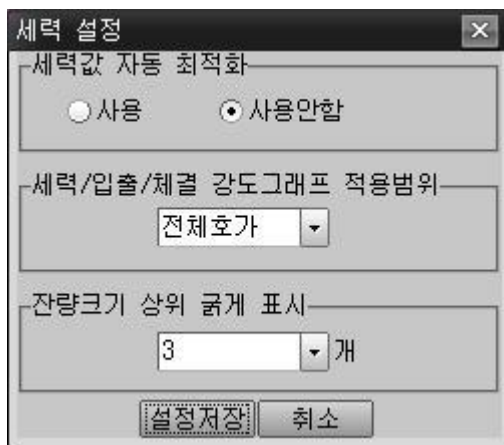 세력 설정
세력값 자동 최적화
사용 사용안함
세력/입출/체결 강도그래프 적용범위
전체호가
잔량크기 상위 굵게 표시
3 개
설정저장 취소